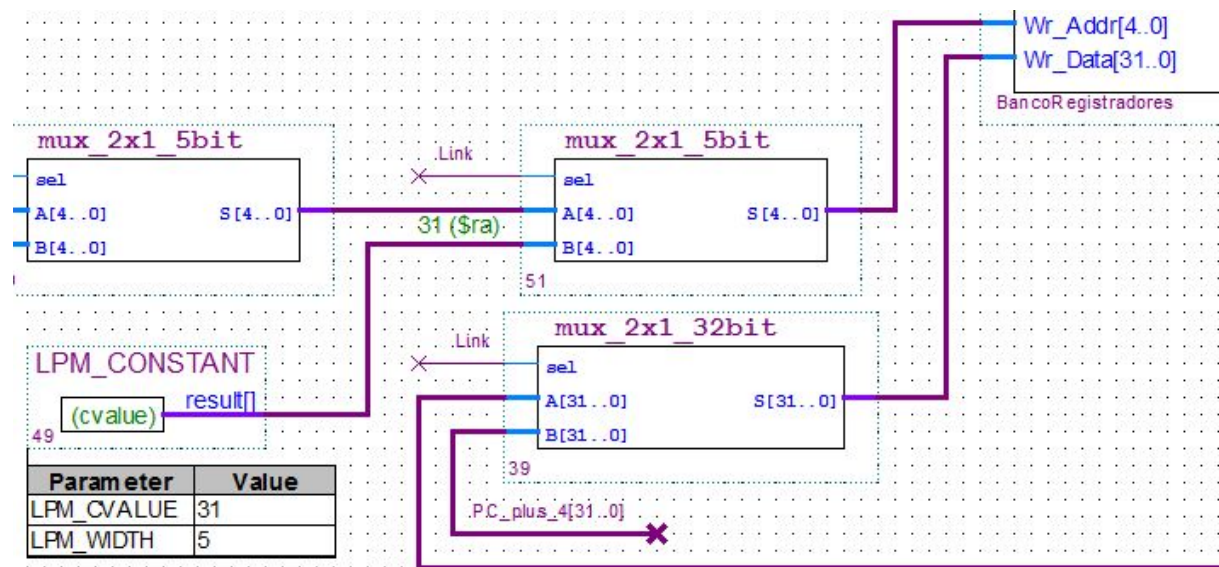 Wr_Addr[4..0]
Wr_Data[31..0]
BancoRegistradores
mux_2x1_5bit
sel
A[4..0]
S[4..0]
B[4..0]
mux_2x1_5bit
.Link
sel
A[4..0]
S[4..0]
31 ($ra)
B[4..0]
51
mux_2x1_32bit
.Link
sel
A[31..0]
S[31..0]
B[31..0]
39
.PC_plus_4[31..0]
LPM_CONSTANT
(cvalue)
result[]
49
Parameter Value
LPM_CVALUE 31
LPM_WIDTH 5